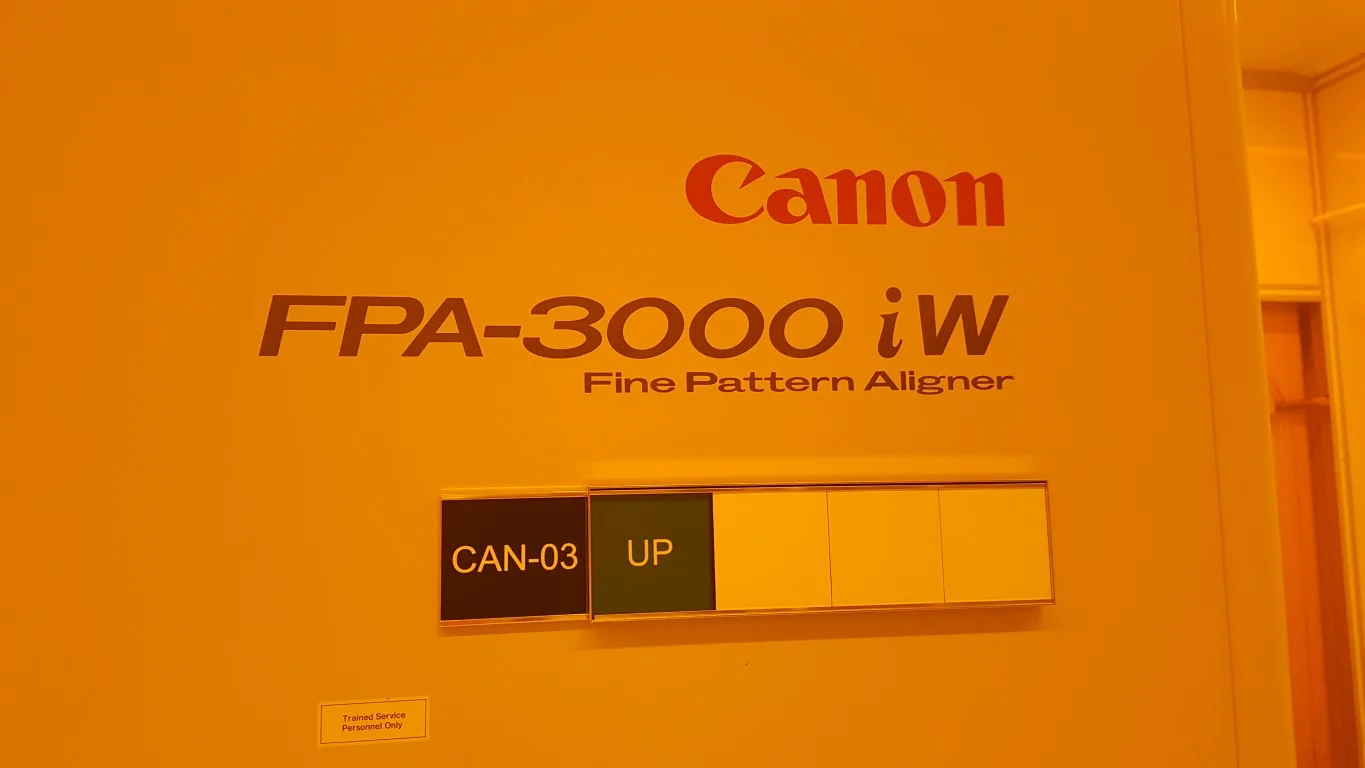 Canon
FPA-3000 iW
Fine Pattern Aligner
CAN-03 UP
Trained Service
Personnel Only